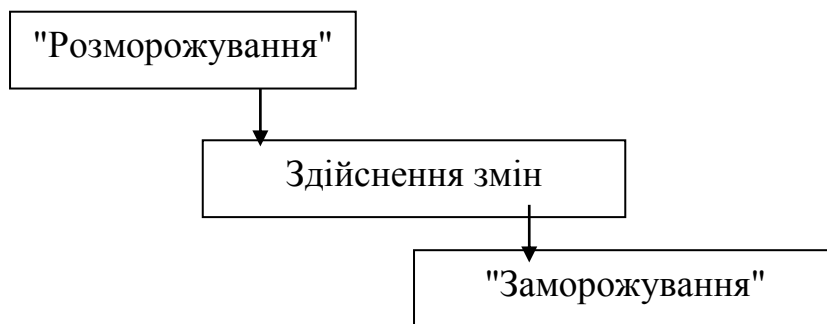 "Розморожування"
Здійснення змін
"Заморожування"